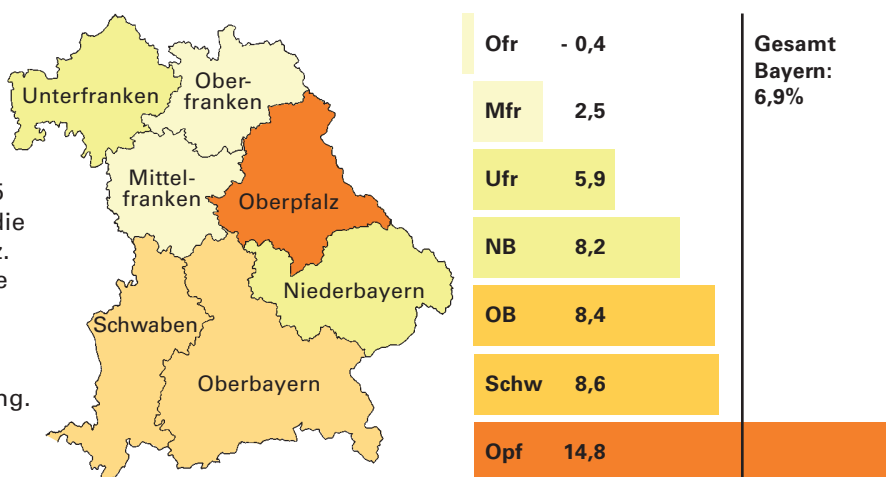 5
die
z.
e
ng.
Unterfranken
Ober-
franken
Mittel-
franken
Oberpfalz
Niederbayern
Schwaben
Oberbayern
Ofr - 0,4
Mfr 2,5
Ufr 5,9
NB 8,2
OB 8,4
Schw 8,6
Opf 14,8
Gesamt
Bayern:
6,9%